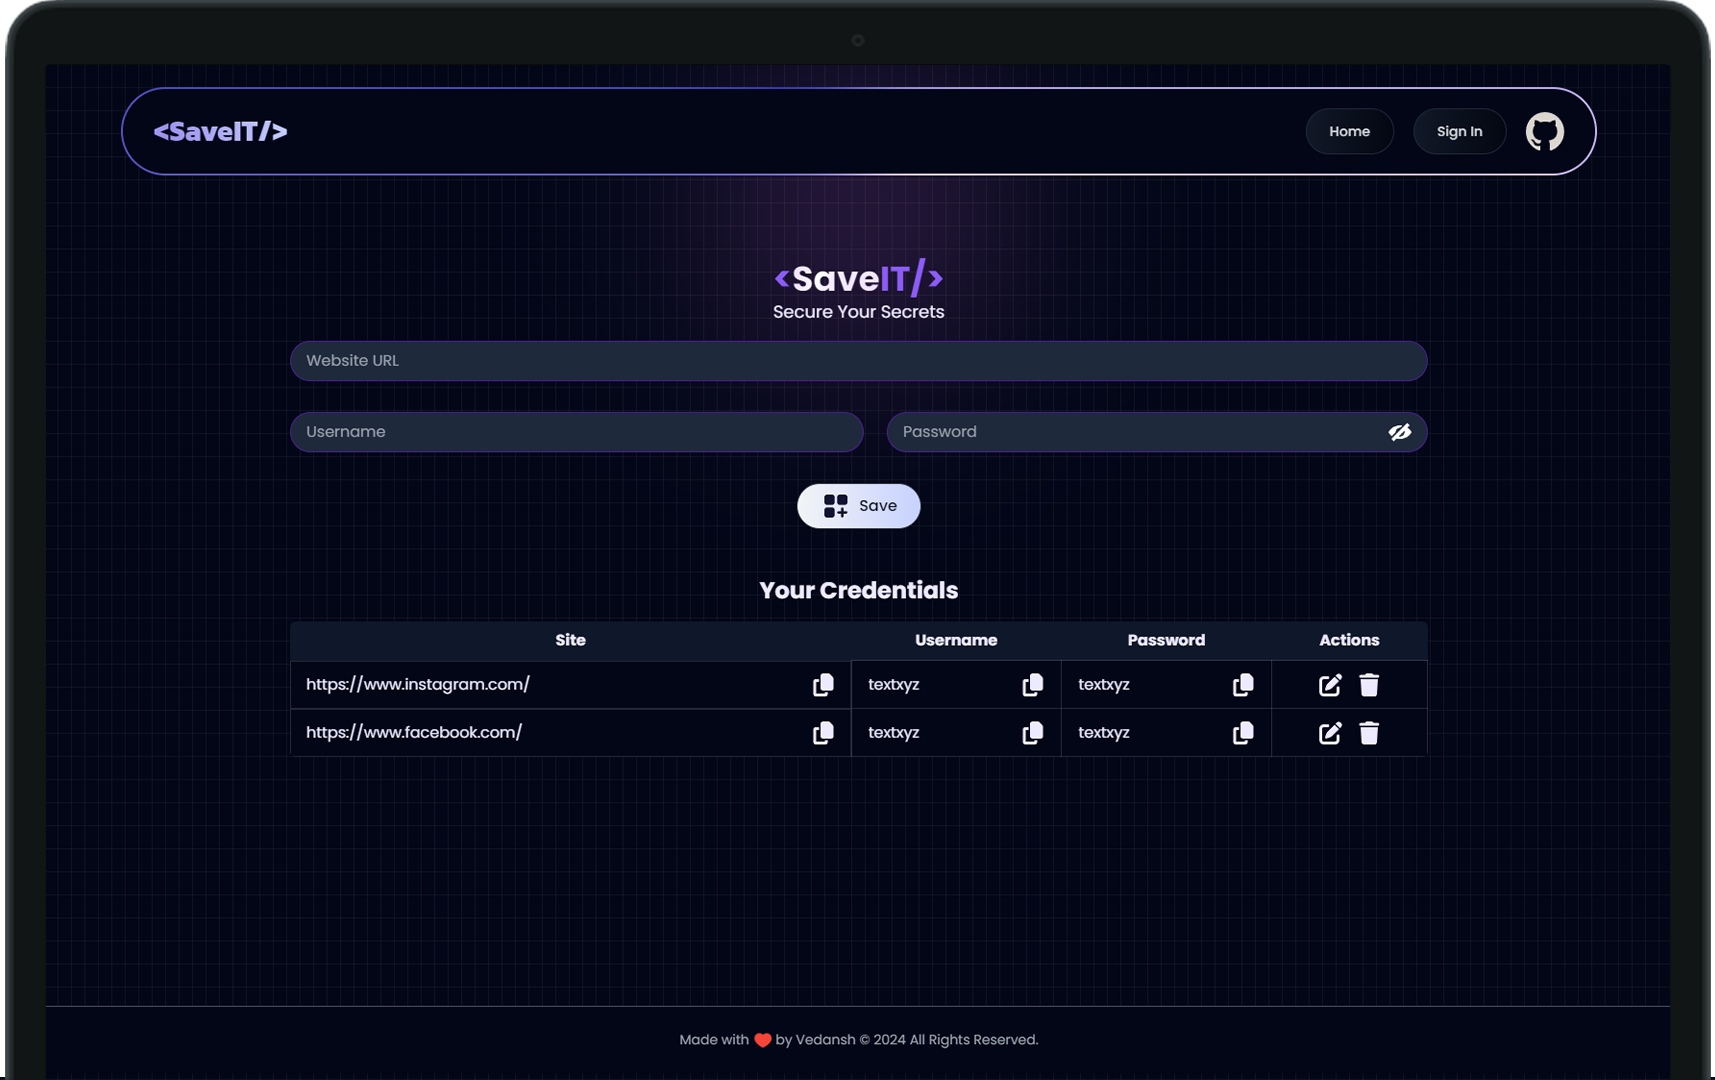 <SaveIT/>
Home Sign In
<SaveIT/>
Secure Your Secrets
Website URL
Username Password
Save
Your Credentials
Site Username Password Actions
https://www.instagram.com/ textxyz textxyz
https://www.facebook.com/ textxyz textxyz
Made with ❤️ by Vedansh © 2024 All Rights Reserved.